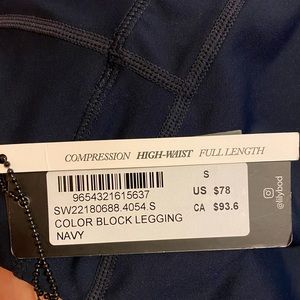 COMPRESSION HIGH-WAIST FULL LENGTH
S
9654321615637
US $78
SW22180688.4054.S
CA $93.6
COLOR BLOCK LEGGING
NAVY
@lilybod